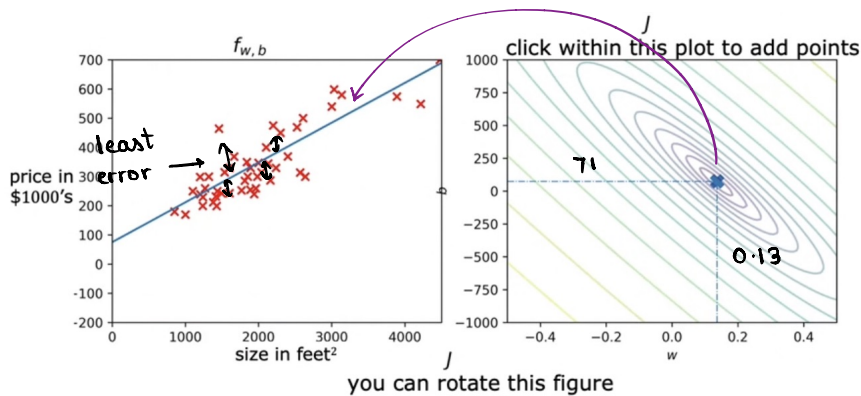 J
f_{w,b}
click within this plot to add points
700
600
500
400
300
200
100
0
-100
-200
least
error
price in
$1000's
0
1000
2000
3000
4000
size in feet²
1000
750
500
250
0
−250
−500
−750
−1000
b
71
0.13
−0.4
−0.2
0.0
0.2
0.4
w
J
you can rotate this figure